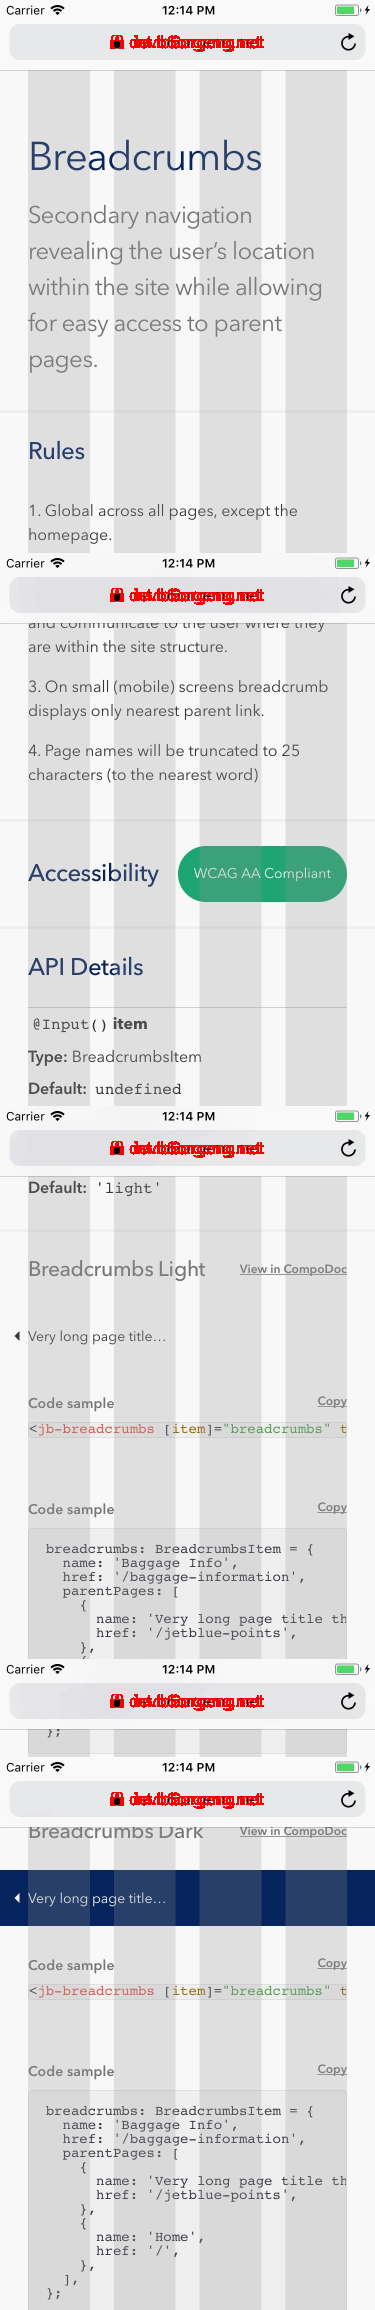 Carrier 12:14 PM
Breadcrumbs
Secondary navigation
revealing the user’s location
within the site while allowing
for easy access to parent
pages.
Rules
1. Global across all pages, except the
homepage.
Carrier 12:14 PM
and communicate to the user where they
are within the site structure.
3. On small (mobile) screens breadcrumb
displays only nearest parent link.
4. Page names will be truncated to 25
characters (to the nearest word)
Accessibility WCAG AA Compliant
API Details
@Input() item
Type: BreadcrumbsItem
Default: undefined
Carrier 12:14 PM
Default: 'light'
Breadcrumbs Light View in CompoDoc
Very long page title...
Code sample Copy
<jb-breadcrumbs [item]="breadcrumbs" t
Code sample Copy
breadcrumbs: BreadcrumbsItem = {
name: 'Baggage Info',
href: '/baggage-information',
parentPages: [
{
name: 'Very long page title th
href: '/jetblue-points',
},
{
Carrier 12:14 PM
};
Carrier 12:14 PM
Breadcrumbs Dark View in CompoDoc
Very long page title...
Code sample Copy
<jb-breadcrumbs [item]="breadcrumbs" t
Code sample Copy
breadcrumbs: BreadcrumbsItem = {
name: 'Baggage Info',
href: '/baggage-information',
parentPages: [
{
name: 'Very long page title th
href: '/jetblue-points',
},
{
name: 'Home',
href: '/',
},
],
};